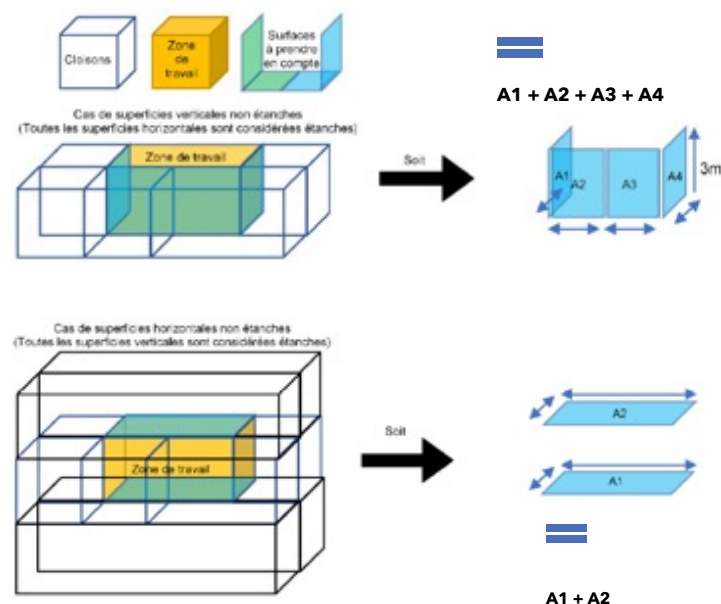 Cloisons
Zone
de
travail
Surfaces
à prendre
en compte
A1 + A2 + A3 + A4
Cas de superficies verticales non étanches
(Toutes les superficies horizontales sont considérées étanches)
Zone de travail
Soit
A1
A2
A3
A4
3m
Cas de superficies horizontales non étanches
(Toutes les superficies verticales sont considérées étanches)
Zone de travail
Soit
A2
A1
A1 + A2